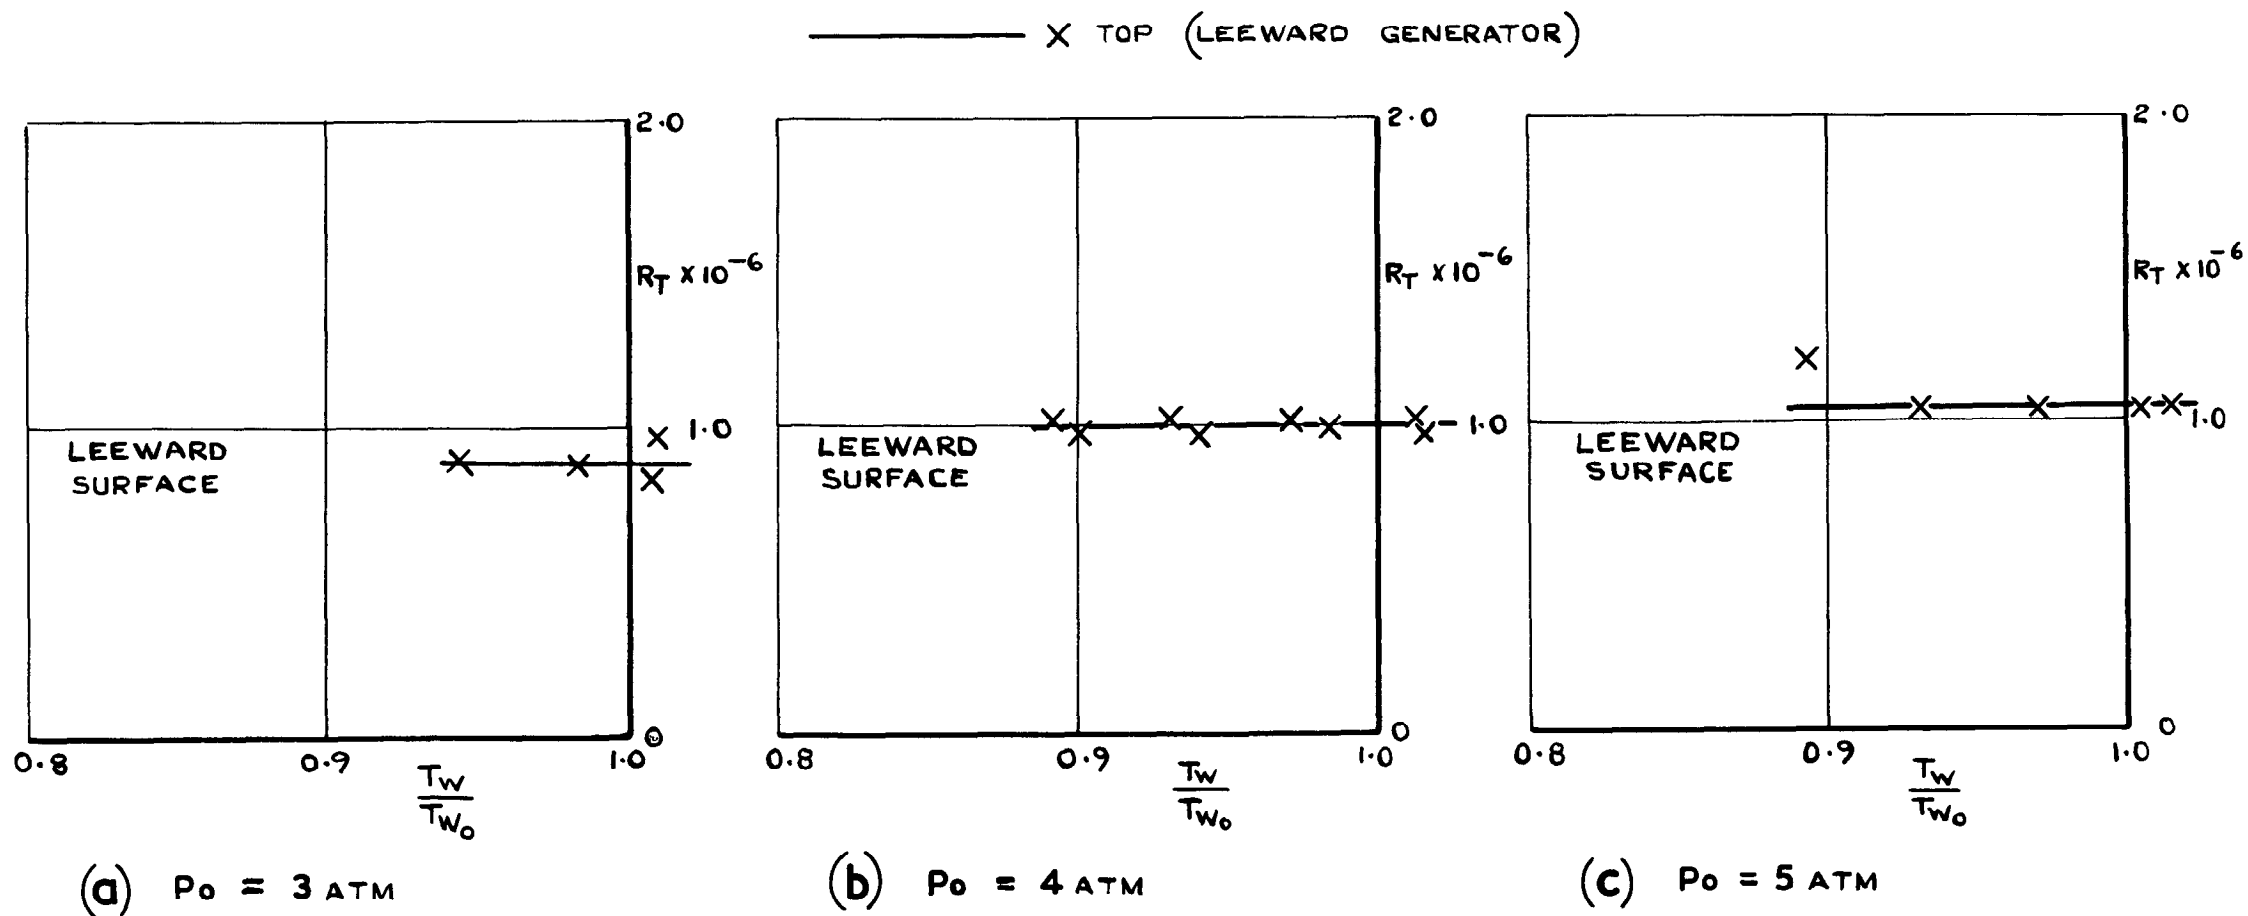 × TOP (LEEWARD GENERATOR)
2.0
R_T ×10⁻⁶
1.0
LEEWARD
SURFACE
0
0.8 0.9 1.0
T_W
T_W₀
(a) Po = 3 ATM
2.0
R_T ×10⁻⁶
1.0
LEEWARD
SURFACE
0
0.8 0.9 1.0
T_W
T_W₀
(b) Po = 4 ATM
2.0
R_T ×10⁻⁶
1.0
LEEWARD
SURFACE
0
0.8 0.9 1.0
T_W
T_W₀
(c) Po = 5 ATM